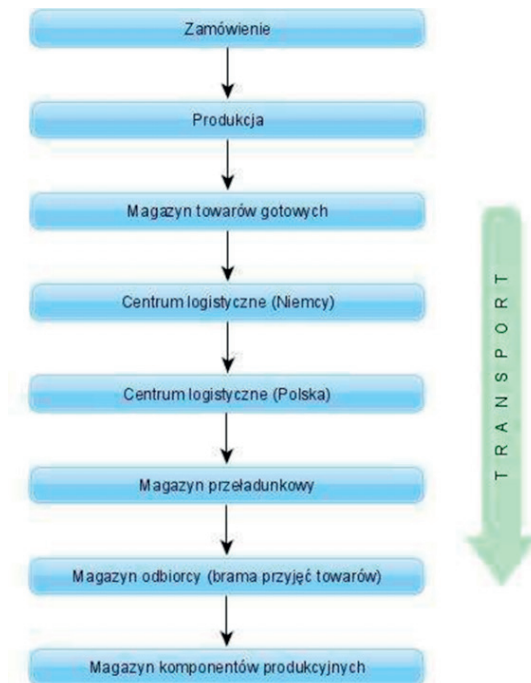 Zamówienie
Produkcja
Magazyn towarów gotowych
Centrum logistyczne (Niemcy)
Centrum logistyczne (Polska)
Magazyn przeładunkowy
Magazyn odbiorcy (brama przyjęć towarów)
Magazyn komponentów produkcyjnych
TRANSPORT